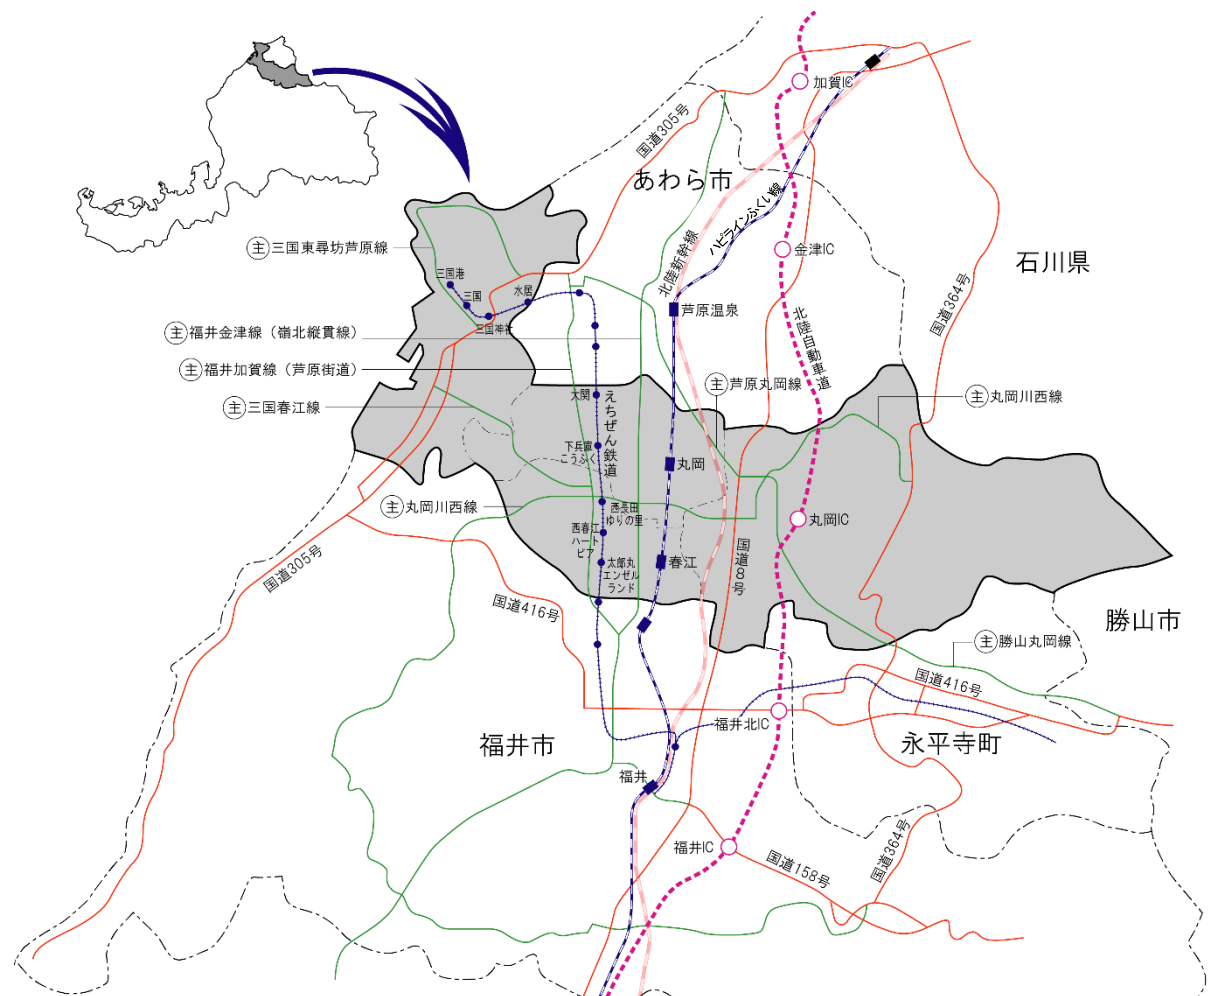 加賀IC
国道305号
あわら市
ハピラインふくい線
北陸新幹線
主三国東尋坊芦原線
金津IC
石川県
三国港
三国
水居
三国神社
国道364号
芦原温泉
北陸自動車道
主福井金津線（嶺北縦貫線）
主福井加賀線（芦原街道）
主芦原丸岡線
主丸岡川西線
主三国春江線
大関
えちぜん鉄道
下兵庫
こうふく
丸岡
主丸岡川西線
西長田
ゆりの里
丸岡IC
西春江
ハート
ピア
国道8号
国道305号
太郎丸
エンゼル
ランド
春江
国道416号
勝山市
主勝山丸岡線
国道416号
福井北IC
福井市
永平寺町
福井
福井IC
国道158号
国道364号